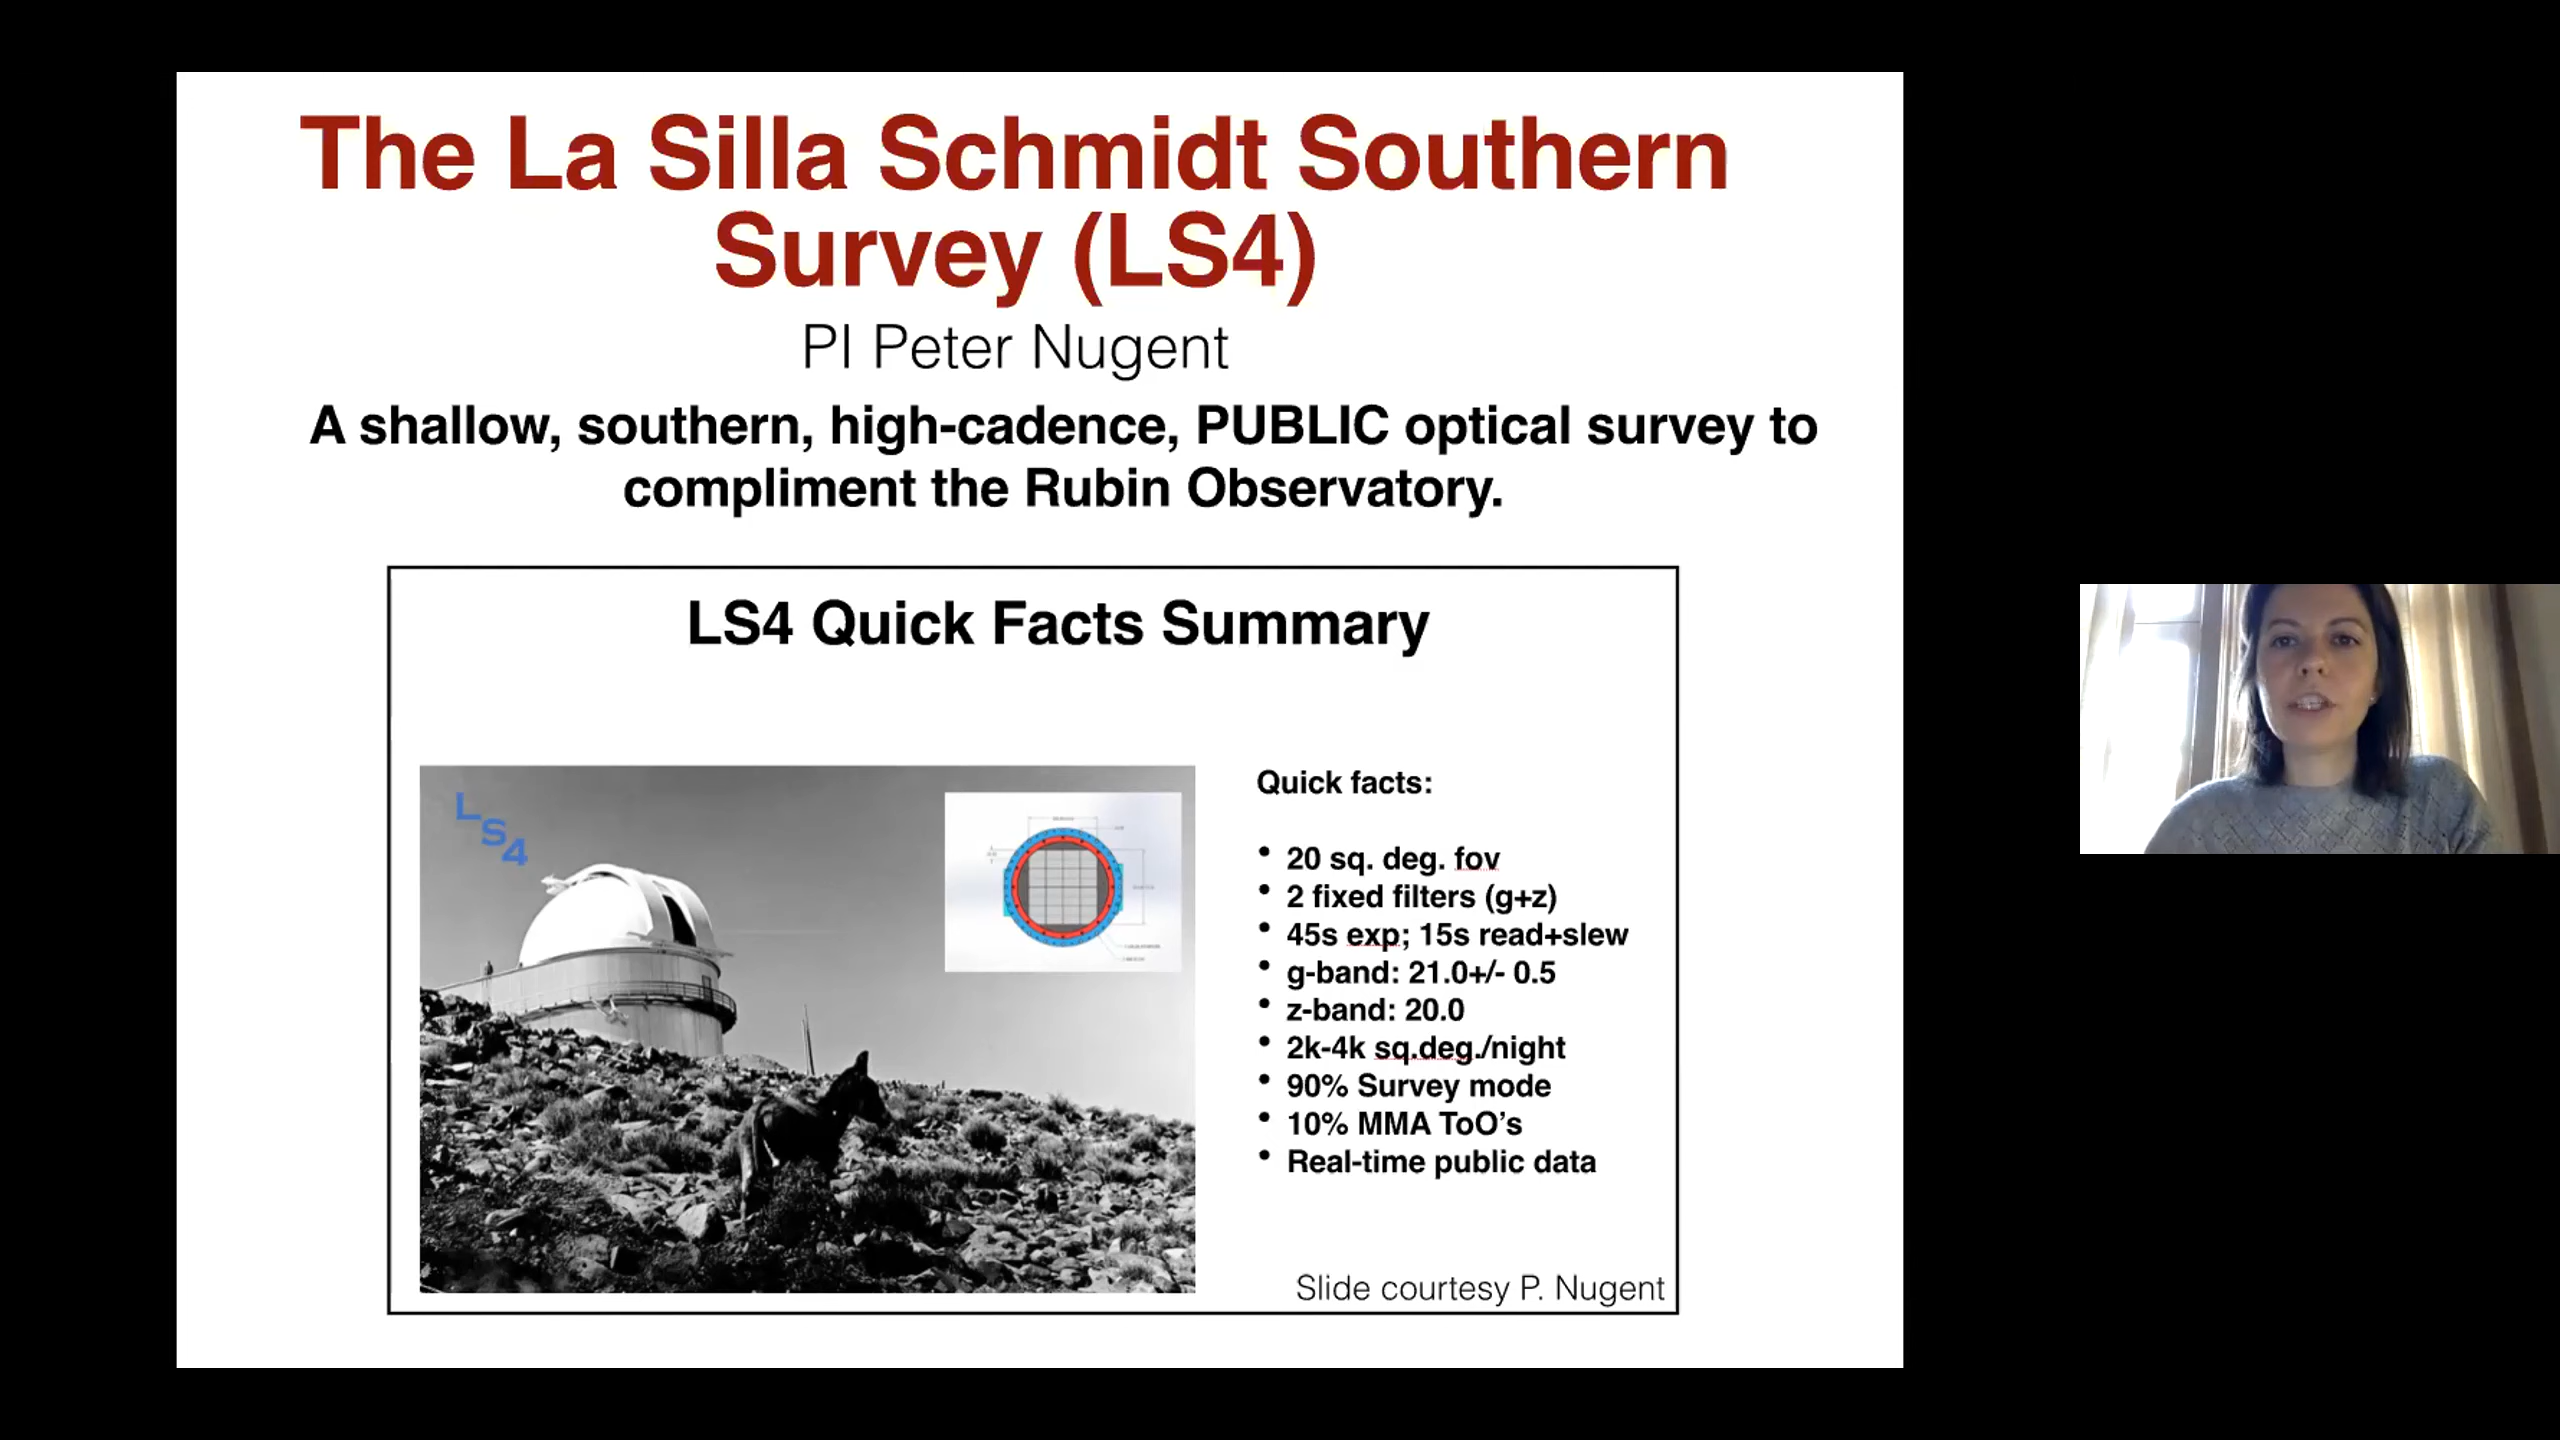 The La Silla Schmidt Southern
Survey (LS4)
PI Peter Nugent
A shallow, southern, high-cadence, PUBLIC optical survey to
compliment the Rubin Observatory.
LS4 Quick Facts Summary
LS4
Quick facts:
• 20 sq. deg. fov
• 2 fixed filters (g+z)
• 45s exp; 15s read+slew
• g-band: 21.0+/- 0.5
• z-band: 20.0
• 2k-4k sq.deg./night
• 90% Survey mode
• 10% MMA ToO’s
• Real-time public data
Slide courtesy P. Nugent